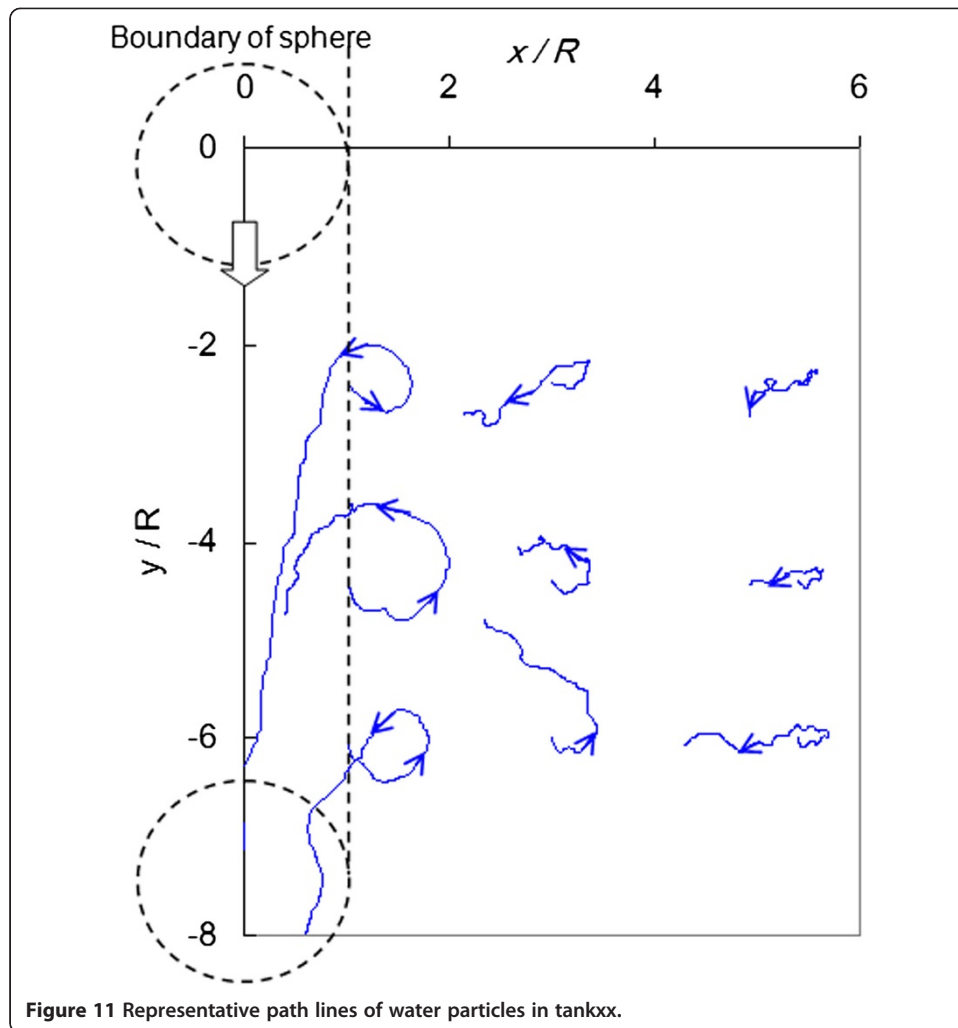 Boundary of sphere
x / R
0 2 4 6
0
-2
-4
y / R
-6
-8
Figure 11 Representative path lines of water particles in tankxx.